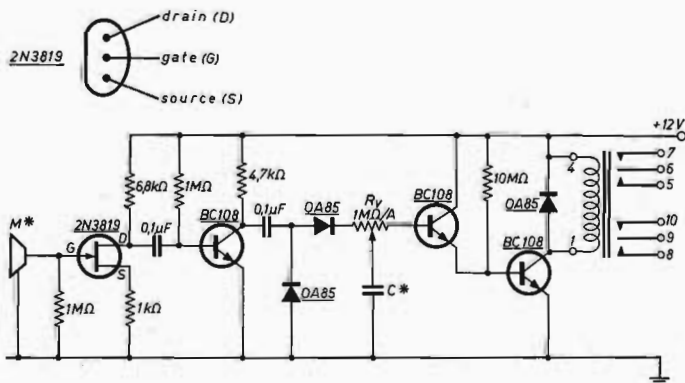 drain (D)
2N3819
gate (G)
source (S)
+12V
6,8kΩ
1MΩ
4,7kΩ
10MΩ
4
7
6
5
M*
2N3819
G
D
S
0,1µF
BC108
0,1µF
OA85
Rv
1MΩ/A
BC108
OA85
BC108
1
10
9
8
1MΩ
1kΩ
OA85
C*